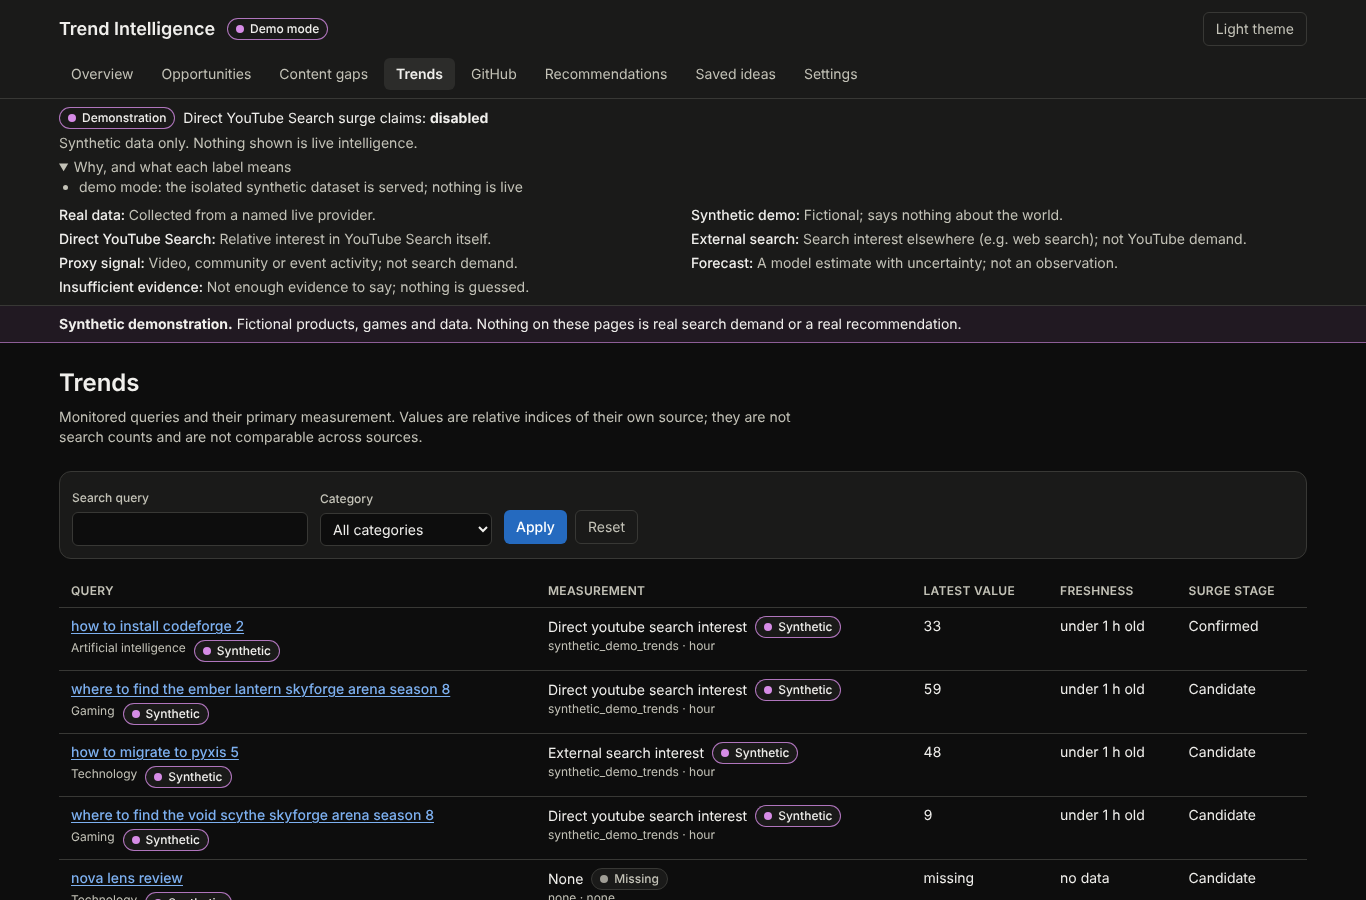 Trend Intelligence Demo mode Light theme
Overview Opportunities Content gaps Trends GitHub Recommendations Saved ideas Settings
Demonstration Direct YouTube Search surge claims: disabled
Synthetic data only. Nothing shown is live intelligence.
▼ Why, and what each label means
• demo mode: the isolated synthetic dataset is served; nothing is live
Real data: Collected from a named live provider.
Synthetic demo: Fictional; says nothing about the world.
Direct YouTube Search: Relative interest in YouTube Search itself.
External search: Search interest elsewhere (e.g. web search); not YouTube demand.
Proxy signal: Video, community or event activity; not search demand.
Forecast: A model estimate with uncertainty; not an observation.
Insufficient evidence: Not enough evidence to say; nothing is guessed.
Synthetic demonstration. Fictional products, games and data. Nothing on these pages is real search demand or a real recommendation.
Trends
Monitored queries and their primary measurement. Values are relative indices of their own source; they are not
search counts and are not comparable across sources.
Search query Category
All categories Apply Reset
QUERY MEASUREMENT LATEST VALUE FRESHNESS SURGE STAGE
how to install codeforge 2 Direct youtube search interest Synthetic 33 under 1 h old Confirmed
Artificial intelligence Synthetic synthetic_demo_trends · hour
where to find the ember lantern skyforge arena season 8 Direct youtube search interest Synthetic 59 under 1 h old Candidate
Gaming Synthetic synthetic_demo_trends · hour
how to migrate to pyxis 5 External search interest Synthetic 48 under 1 h old Candidate
Technology Synthetic synthetic_demo_trends · hour
where to find the void scythe skyforge arena season 8 Direct youtube search interest Synthetic 9 under 1 h old Candidate
Gaming Synthetic synthetic_demo_trends · hour
nova lens review None Missing missing no data Candidate
Technology Synthetic none · none